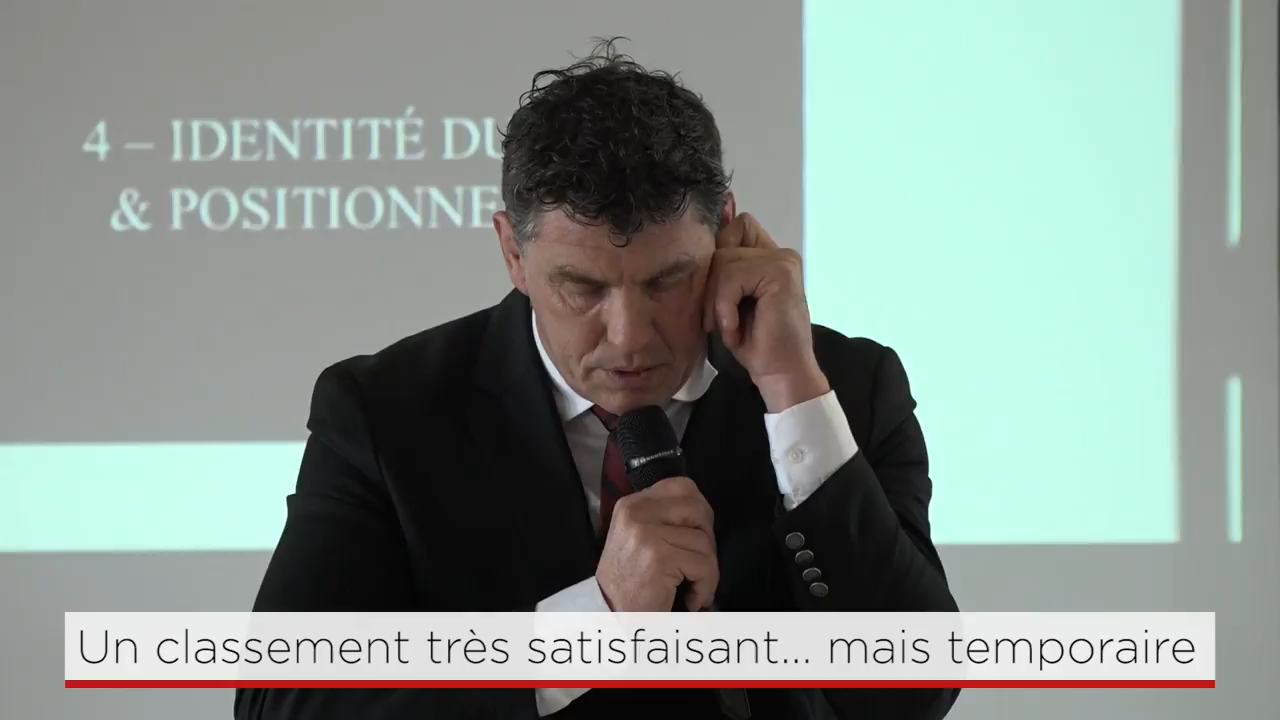 4 – IDENTITÉ DU
& POSITIONNE
Un classement très satisfaisant... mais temporaire